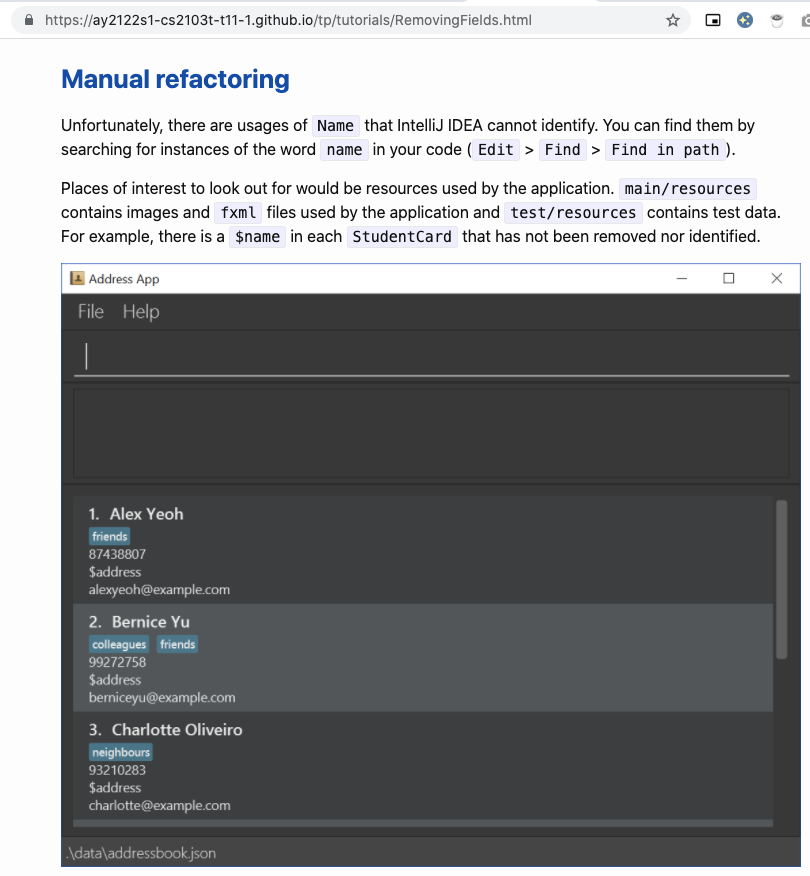 https://ay2122s1-cs2103t-t11-1.github.io/tp/tutorials/RemovingFields.html
Manual refactoring
Unfortunately, there are usages of Name that IntelliJ IDEA cannot identify. You can find them by
searching for instances of the word name in your code ( Edit > Find > Find in path ).
Places of interest to look out for would be resources used by the application. main/resources
contains images and fxml files used by the application and test/resources contains test data.
For example, there is a $name in each StudentCard that has not been removed nor identified.
Address App
File Help
1. Alex Yeoh
friends
87438807
$address
alexyeoh@example.com
2. Bernice Yu
colleagues friends
99272758
$address
berniceyu@example.com
3. Charlotte Oliveiro
neighbours
93210283
$address
charlotte@example.com
.\data\addressbook.json